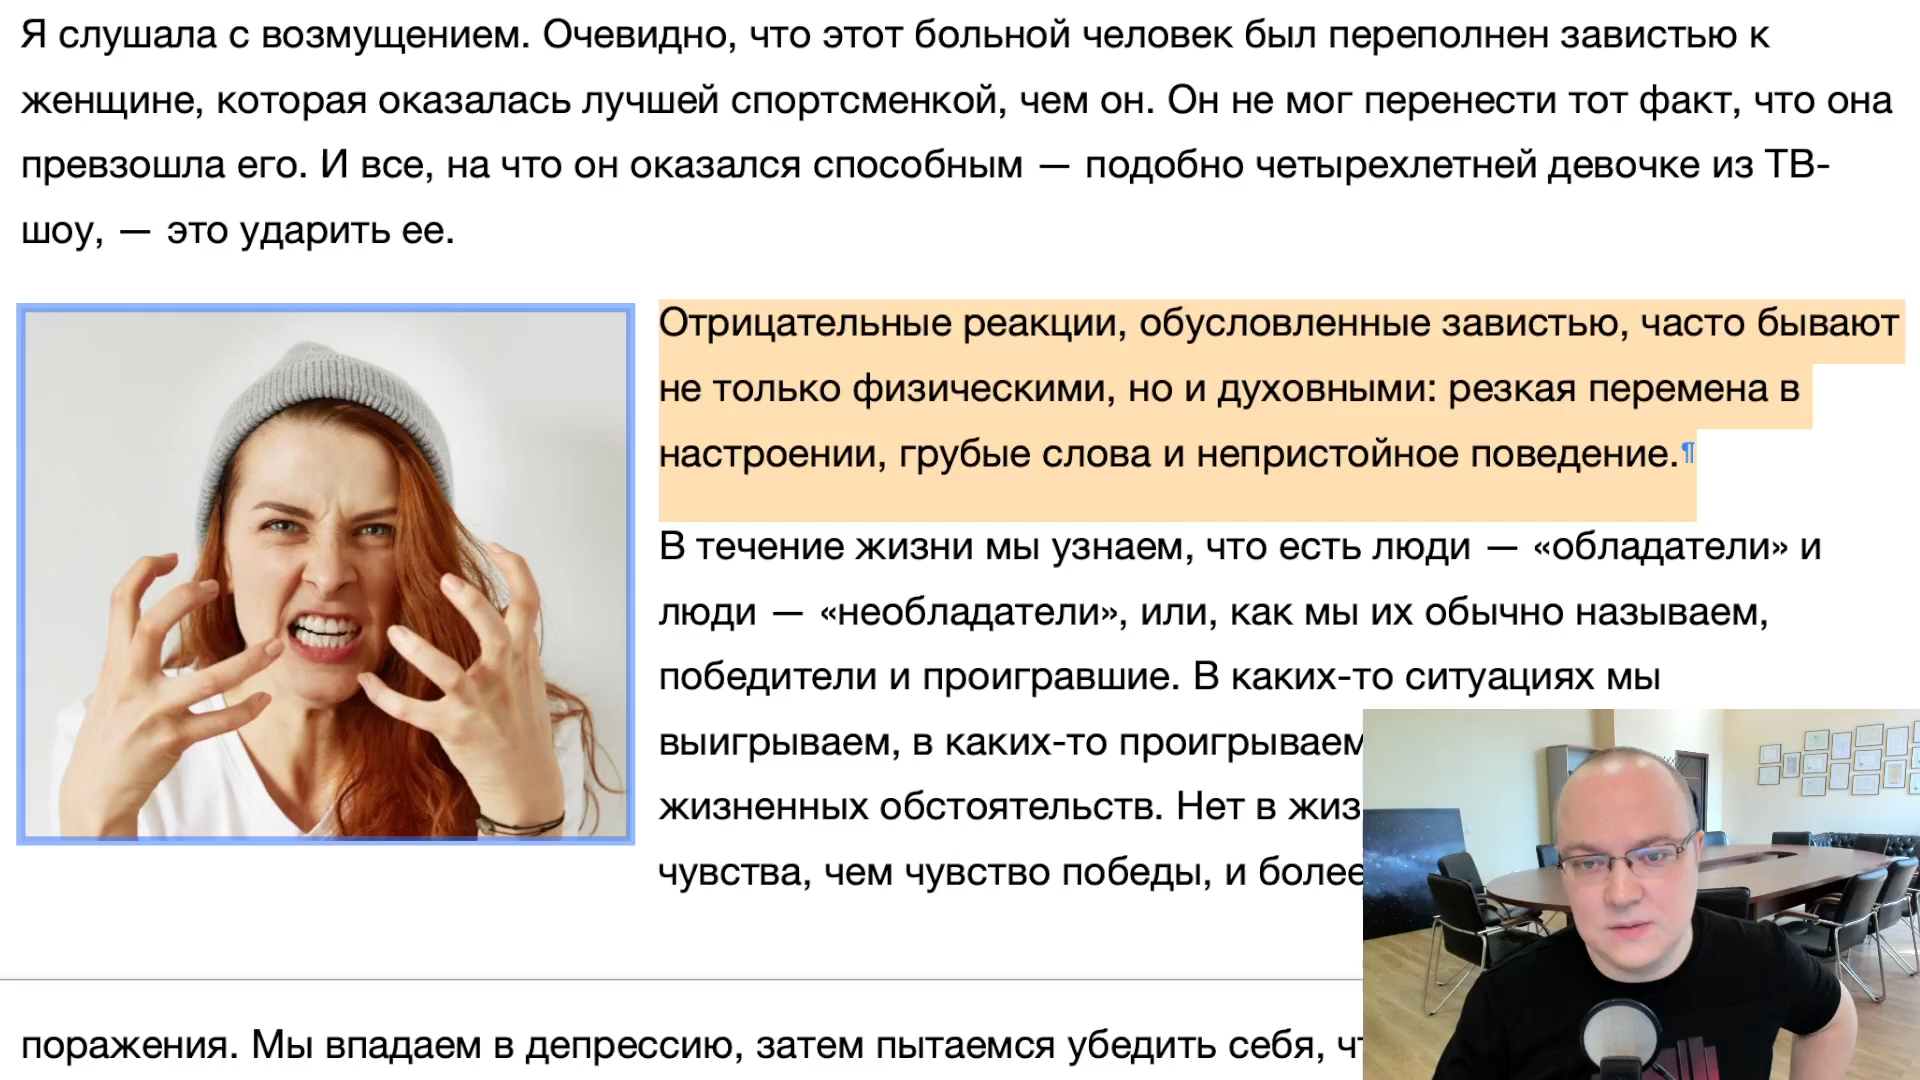 Я слушала с возмущением. Очевидно, что этот больной человек был переполнен завистью к
женщине, которая оказалась лучшей спортсменкой, чем он. Он не мог перенести тот факт, что она
превзошла его. И все, на что он оказался способным — подобно четырехлетней девочке из ТВ-
шоу, — это ударить ее.
Отрицательные реакции, обусловленные завистью, часто бывают
не только физическими, но и духовными: резкая перемена в
настроении, грубые слова и непристойное поведение.¶
В течение жизни мы узнаем, что есть люди — «обладатели» и
люди — «необладатели», или, как мы их обычно называем,
победители и проигравшие. В каких-то ситуациях мы
выигрываем, в каких-то проигрываем
жизненных обстоятельств. Нет в жиз
чувства, чем чувство победы, и более
поражения. Мы впадаем в депрессию, затем пытаемся убедить себя,